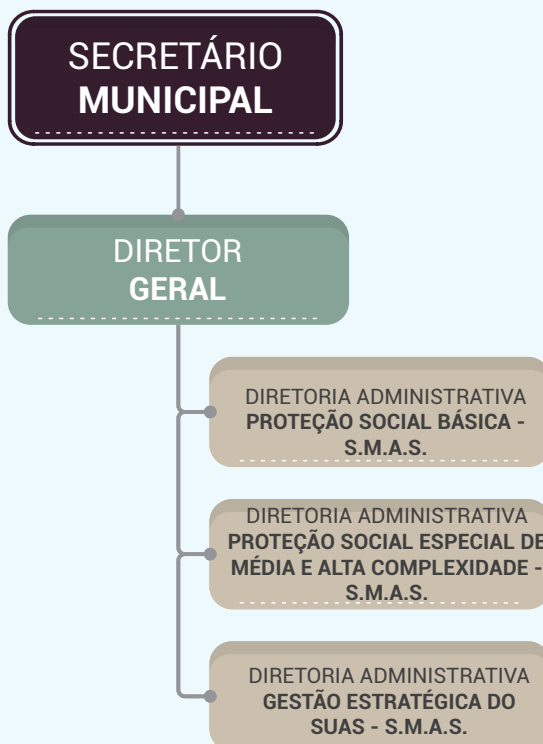 SECRETÁRIO
MUNICIPAL
DIRETOR
GERAL
DIRETORIA ADMINISTRATIVA
PROTEÇÃO SOCIAL BÁSICA -
S.M.A.S.
DIRETORIA ADMINISTRATIVA
PROTEÇÃO SOCIAL ESPECIAL DE
MÉDIA E ALTA COMPLEXIDADE -
S.M.A.S.
DIRETORIA ADMINISTRATIVA
GESTÃO ESTRATÉGICA DO
SUAS - S.M.A.S.